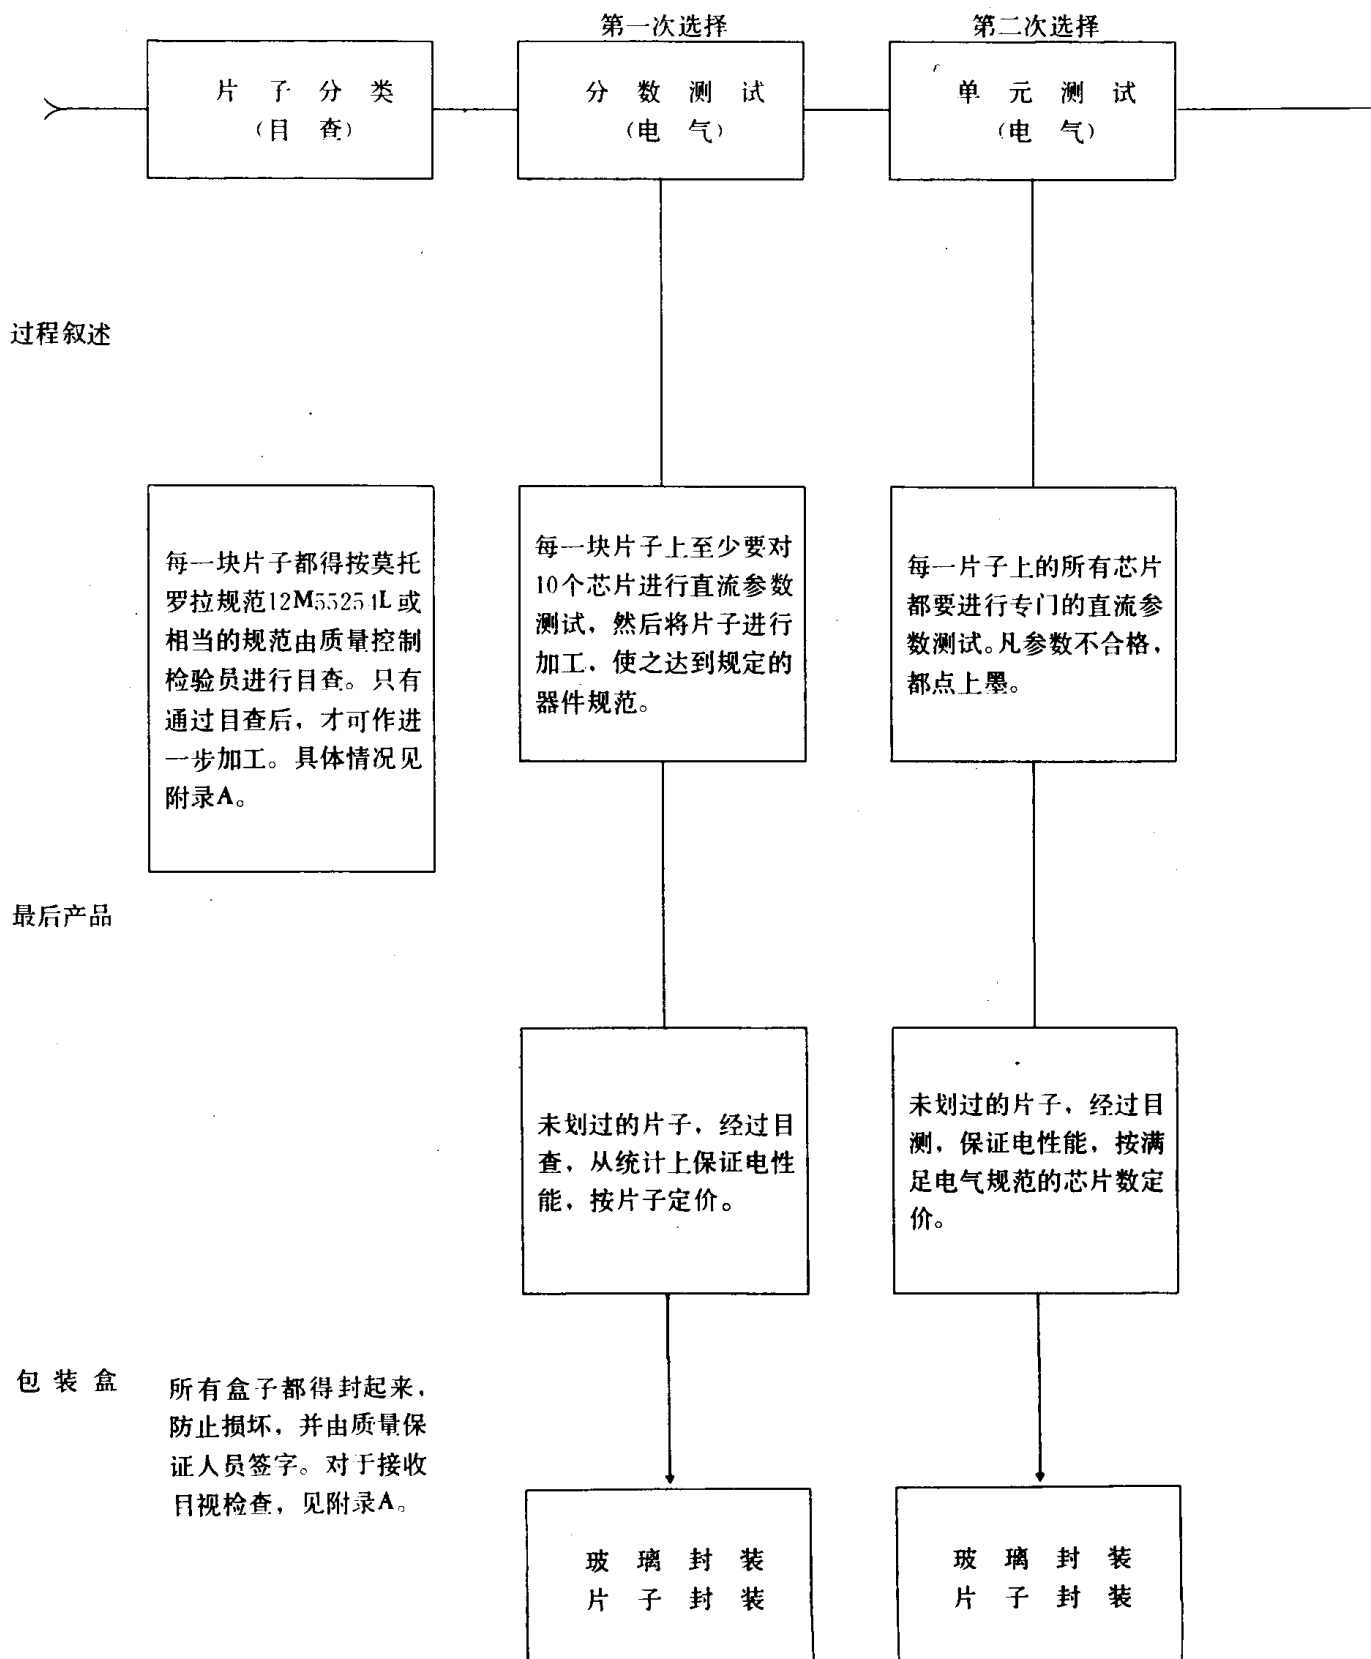 第一次选择
第二次选择
片子分类
(目查)
分数测试
(电气)
单元测试
(电气)
过程叙述
每一块片子都得按莫托
罗拉规范12M55254L或
相当的规范由质量控制
检验员进行目查。只有
通过目查后，才可作进
一步加工。具体情况见
附录A。
每一块片子上至少要对
10个芯片进行直流参数
测试，然后将片子进行
加工，使之达到规定的
器件规范。
每一片子上的所有芯片
都要进行专门的直流参
数测试。凡参数不合格，
都点上墨。
最后产品
未划过的片子，经过目
查，从统计上保证电性
能，按片子定价。
未划过的片子，经过目
测，保证电性能，按满
足电气规范的芯片数定
价。
包装盒
所有盒子都得封起来，
防止损坏，并由质量保
证人员签字。对于接收
目视检查，见附录A。
玻璃封装
片子封装
玻璃封装
片子封装